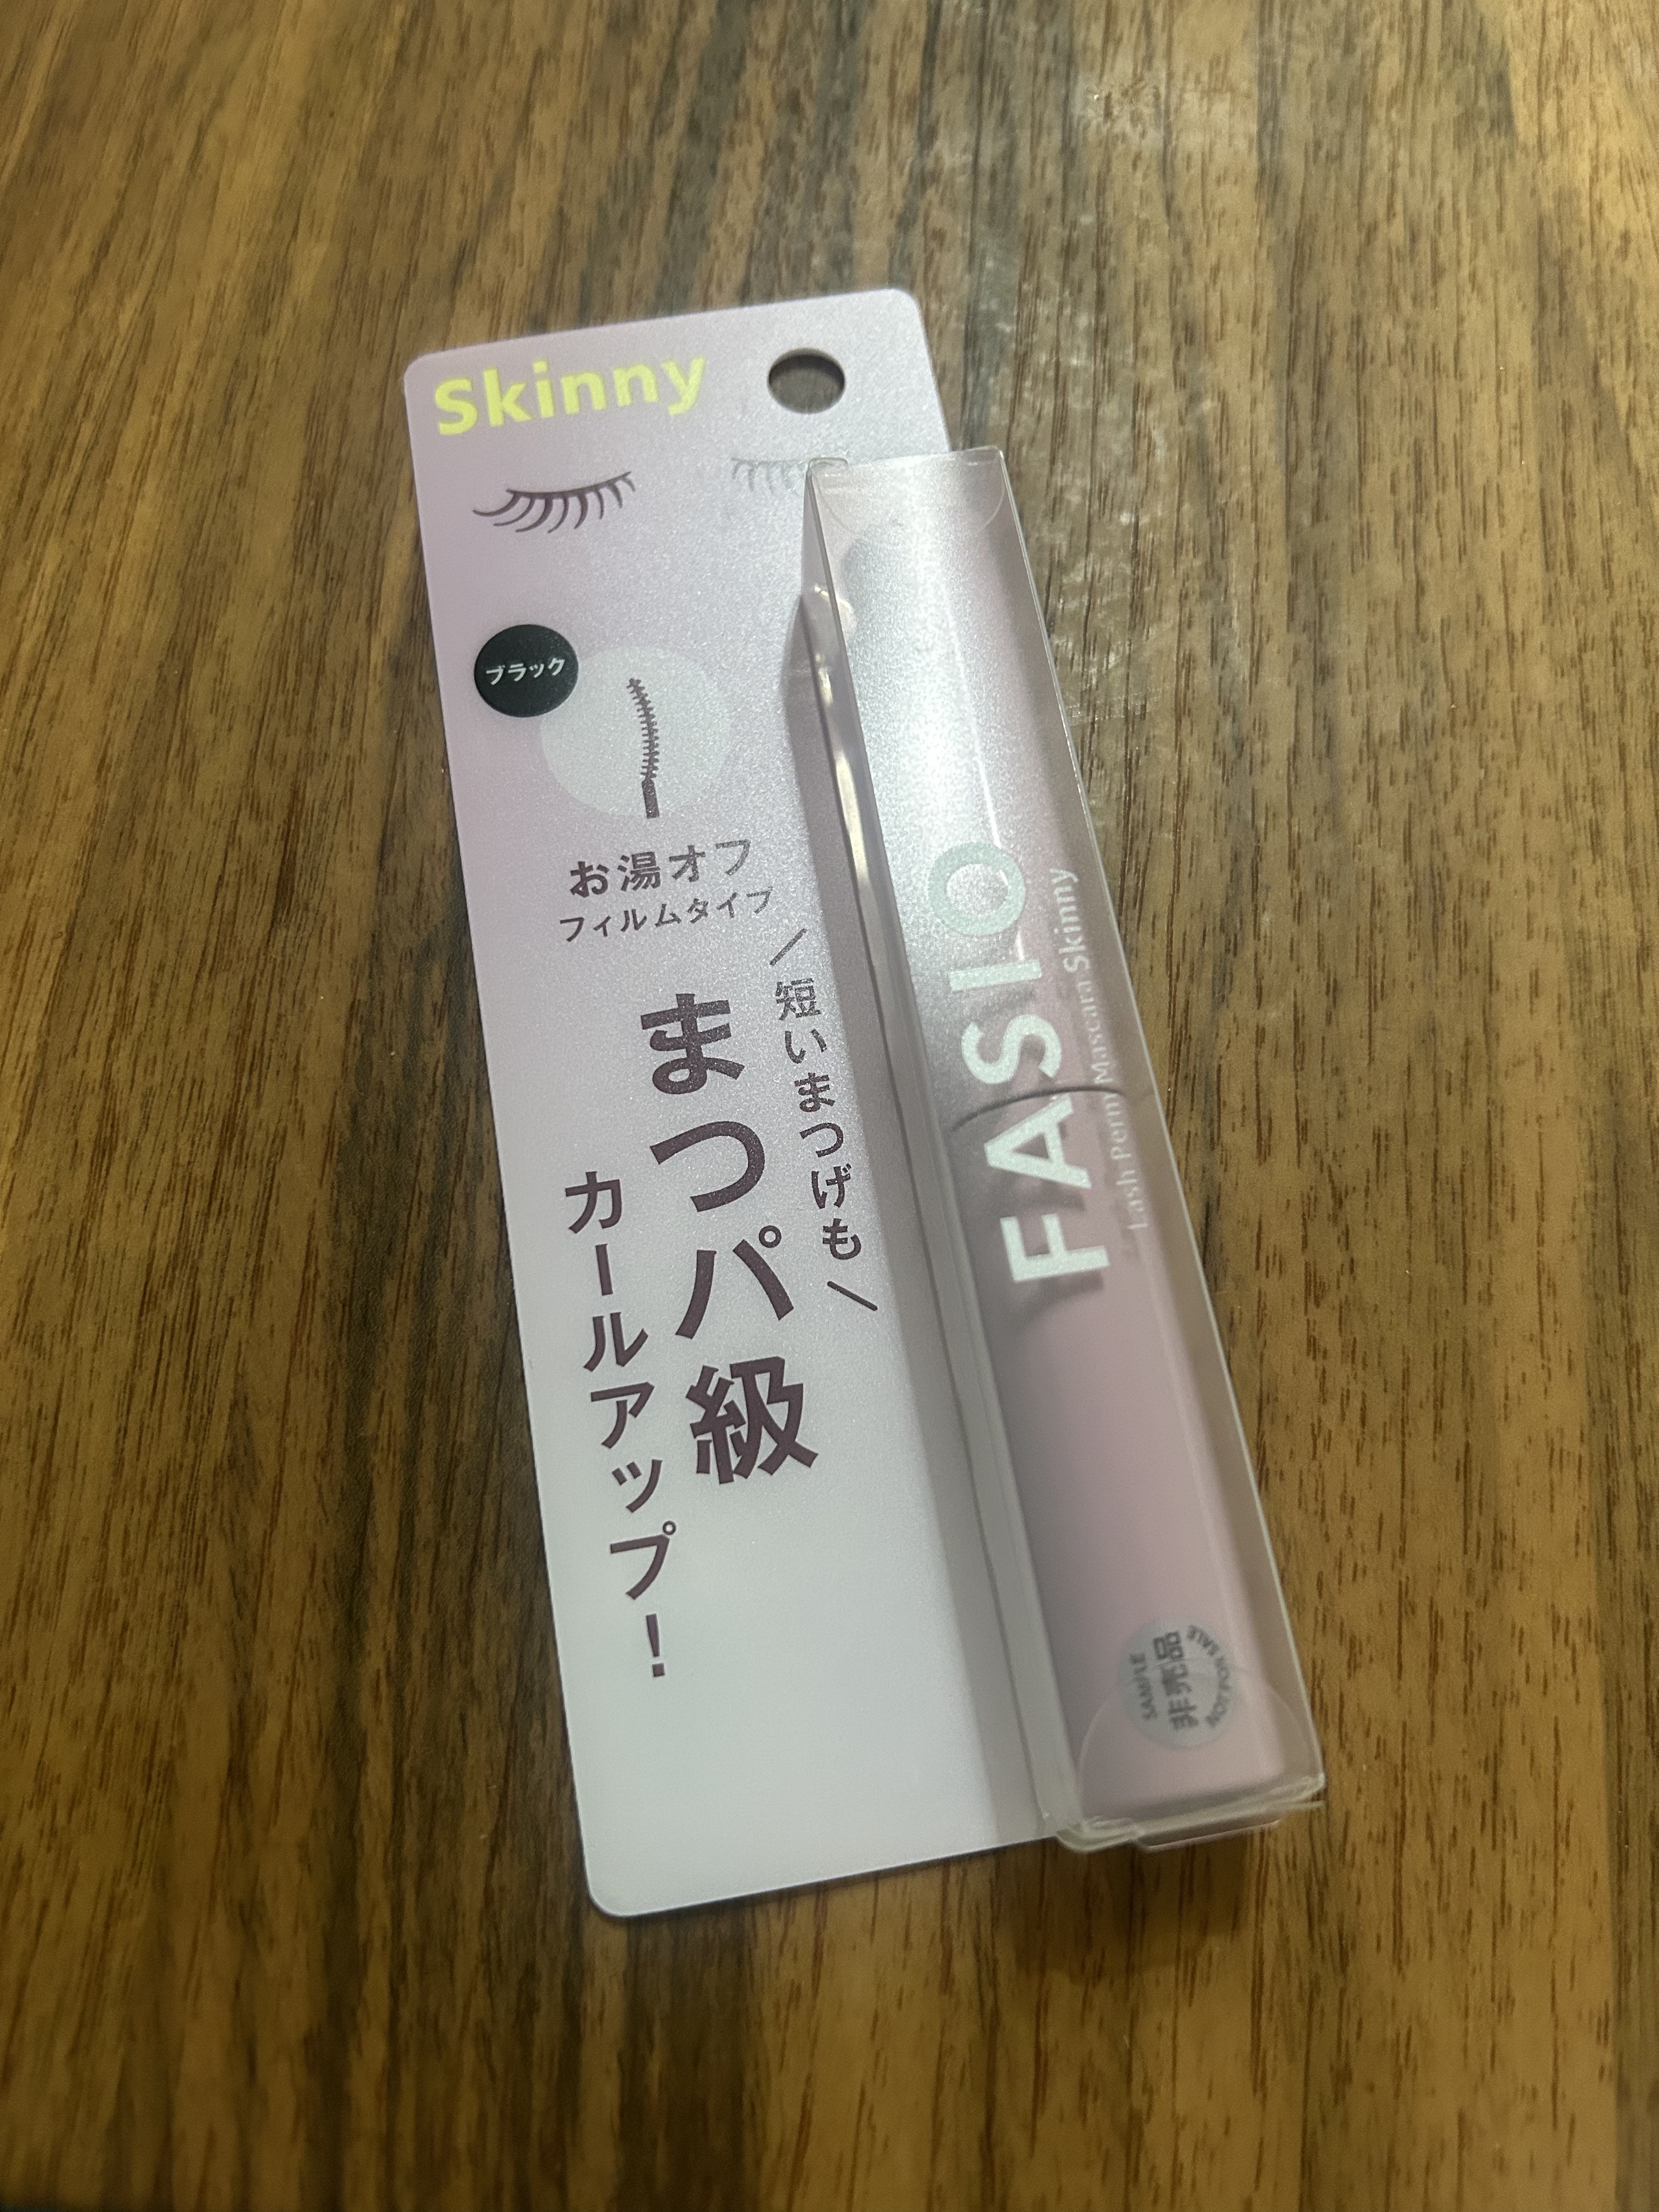 Skinny
ブラック
お湯オフ
フィルムタイプ
短いまつげも
まつパ級
カールアップ!
FASIO
Lash Perm Mascara Skinny
SAMPLE
非売品
NOT FOR SALE